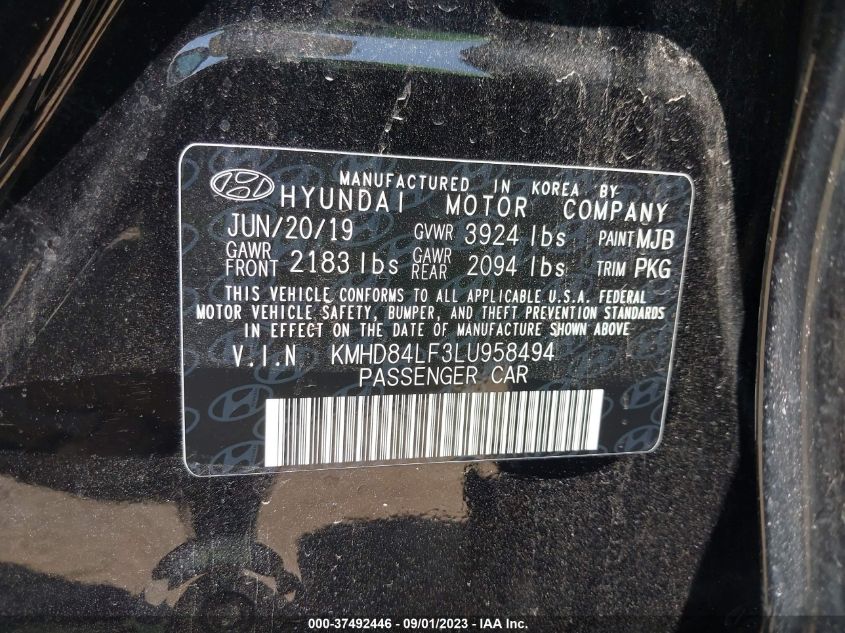 MANUFACTURED IN KOREA BY
HYUNDAI MOTOR COMPANY
JUN/20/19 GVWR 3924 lbs PAINT MJB
GAWR FRONT 2183 lbs GAWR REAR 2094 lbs TRIM PKG
THIS VEHICLE CONFORMS TO ALL APPLICABLE U.S.A. FEDERAL
MOTOR VEHICLE SAFETY, BUMPER, AND THEFT PREVENTION STANDARDS
IN EFFECT ON THE DATE OF MANUFACTURE SHOWN ABOVE
V.I.N KMHD84LF3LU958494
PASSENGER CAR
000-37492446 - 09/01/2023 - IAA Inc.